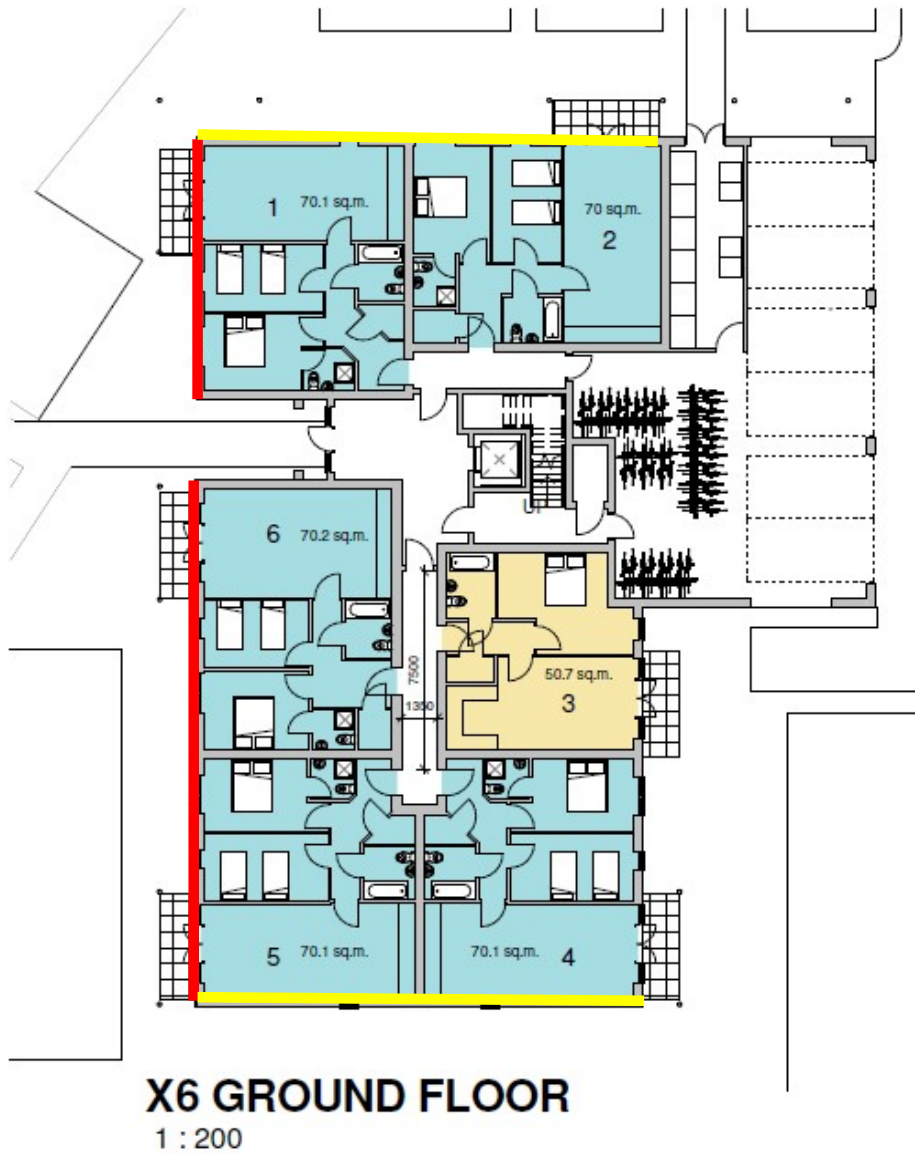 1 70.1 sq.m.
70 sq.m.
2
6 70.2 sq.m.
7500
1350
50.7 sq.m.
3
5 70.1 sq.m.
70.1 sq.m. 4
X6 GROUND FLOOR
1 : 200